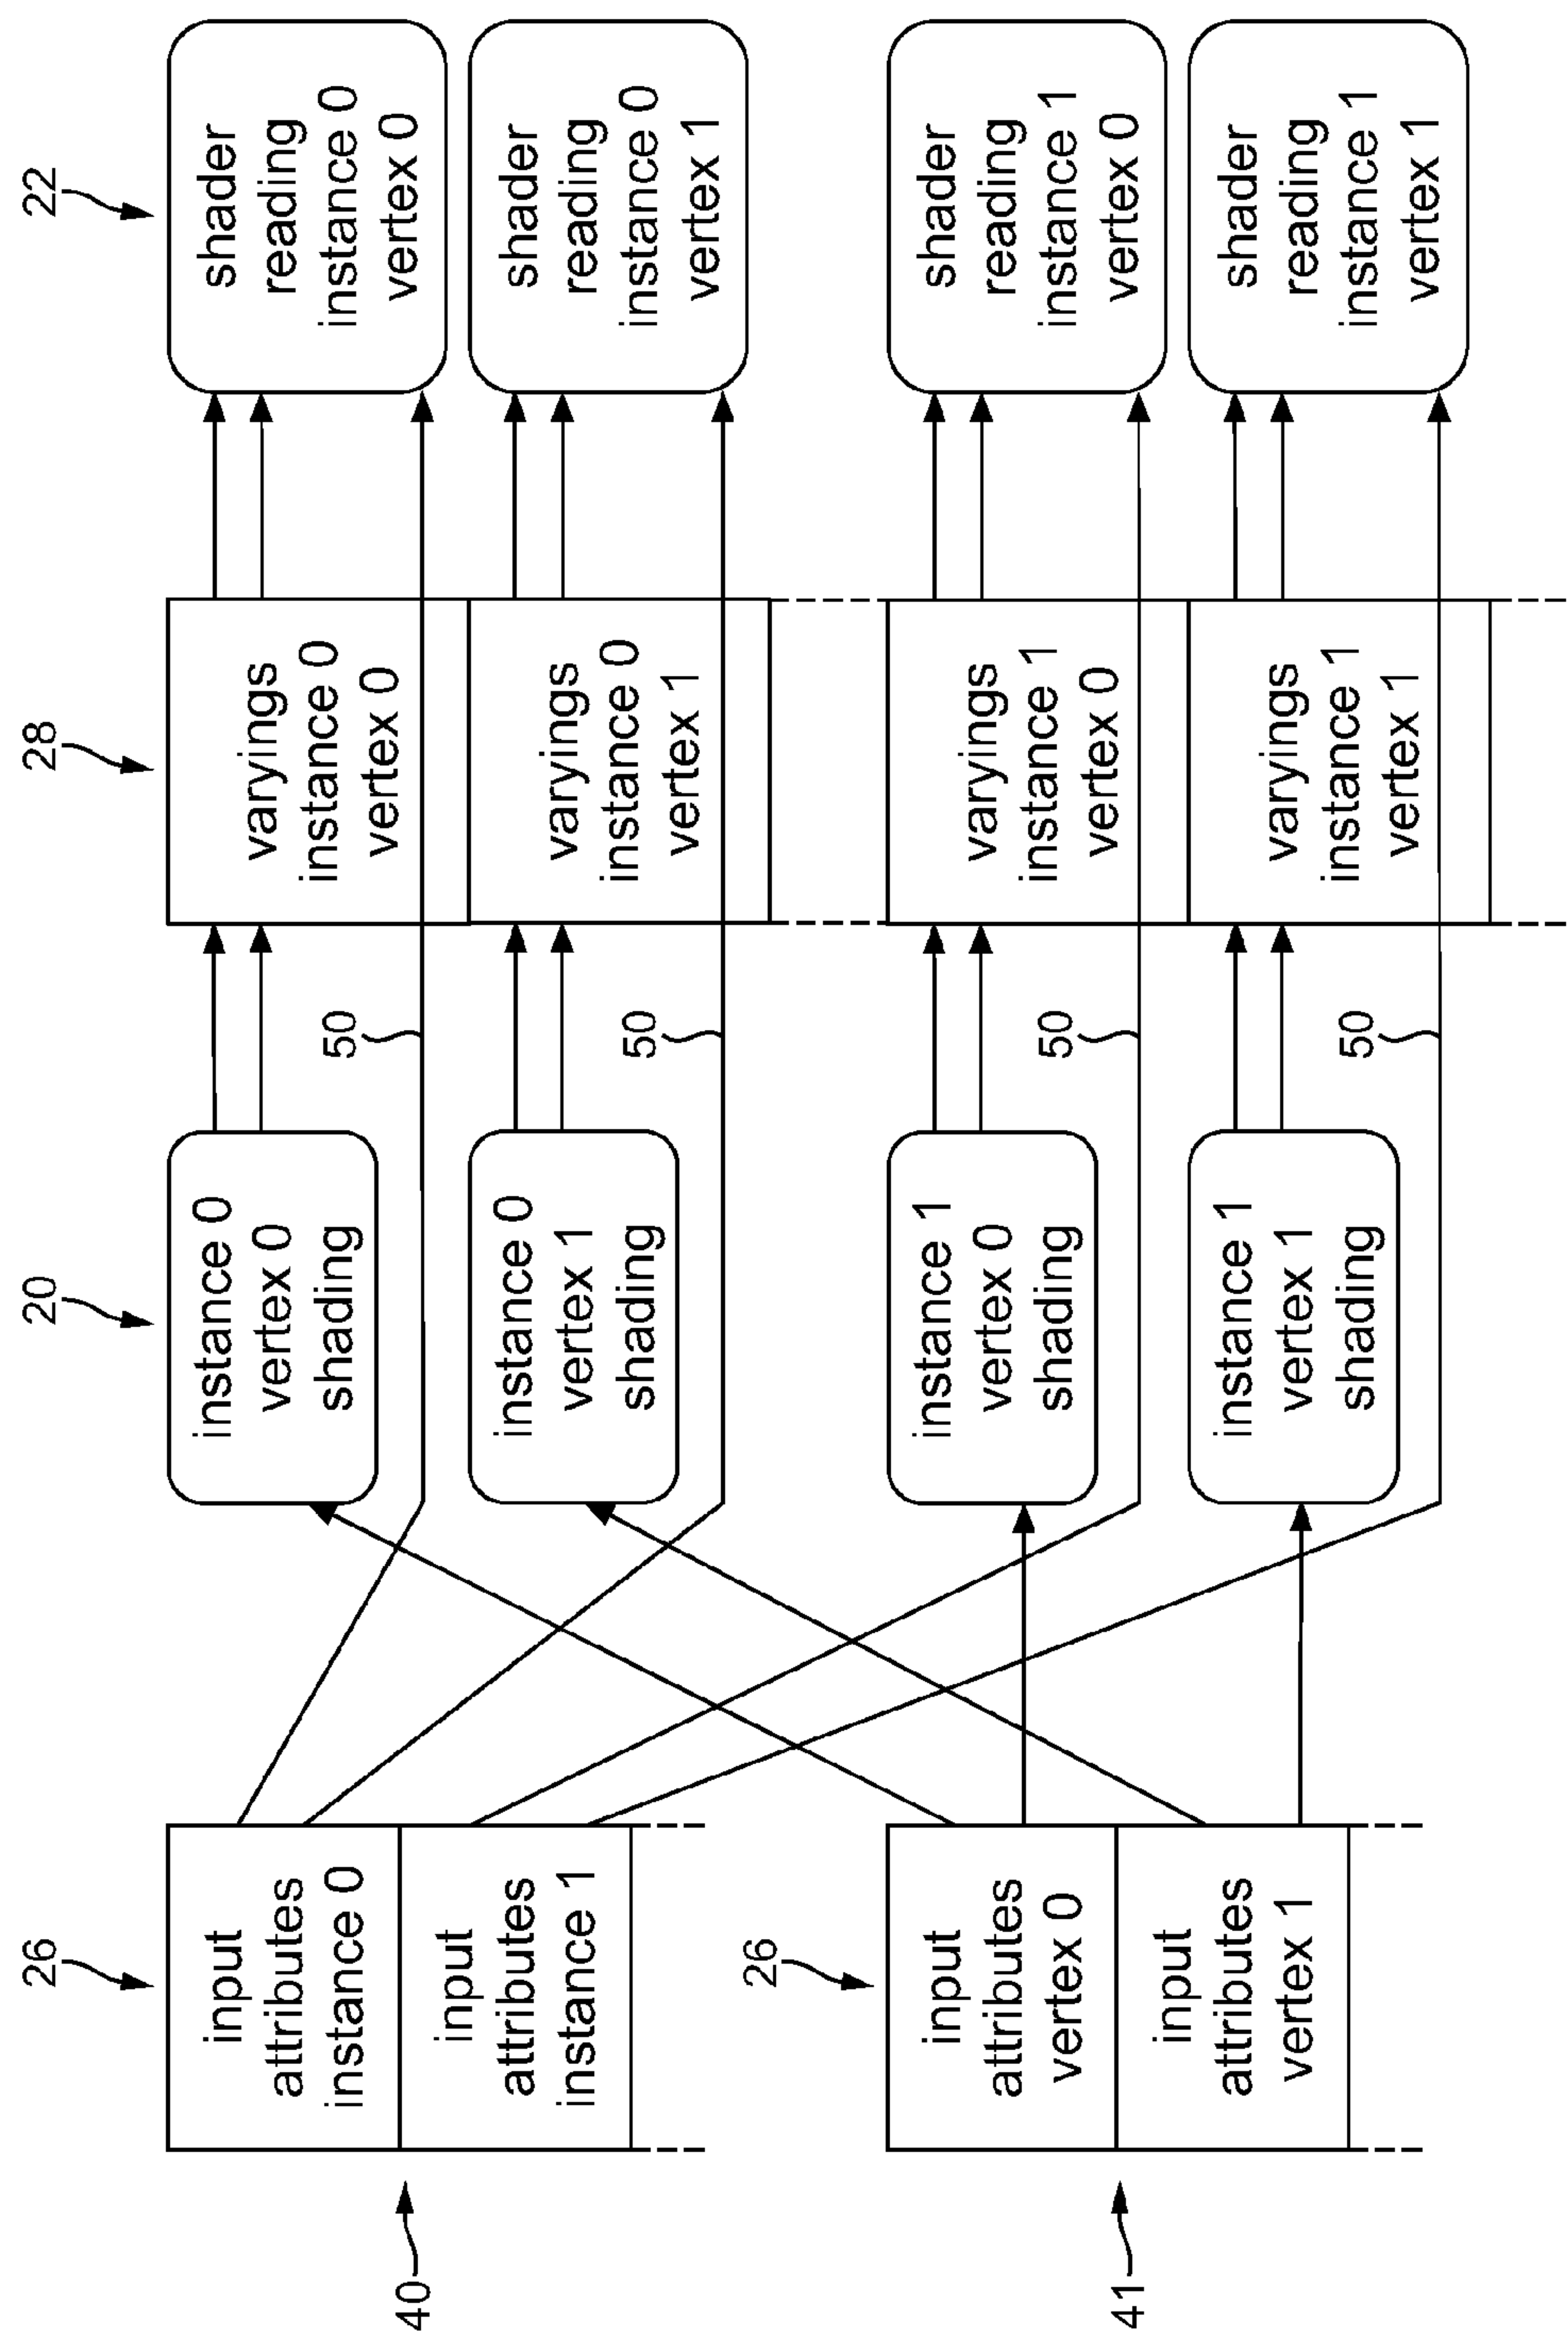 26
20
28
22
input
attributes
instance 0
instance 0
vertex 0
shading
varyings
instance 0
vertex 0
shader
reading
instance 0
vertex 0
50
40
input
attributes
instance 1
instance 0
vertex 1
shading
varyings
instance 0
vertex 1
shader
reading
instance 0
vertex 1
50
26
input
attributes
vertex 0
instance 1
vertex 0
shading
varyings
instance 1
vertex 0
shader
reading
instance 1
vertex 0
50
41
input
attributes
vertex 1
instance 1
vertex 1
shading
varyings
instance 1
vertex 1
shader
reading
instance 1
vertex 1
50